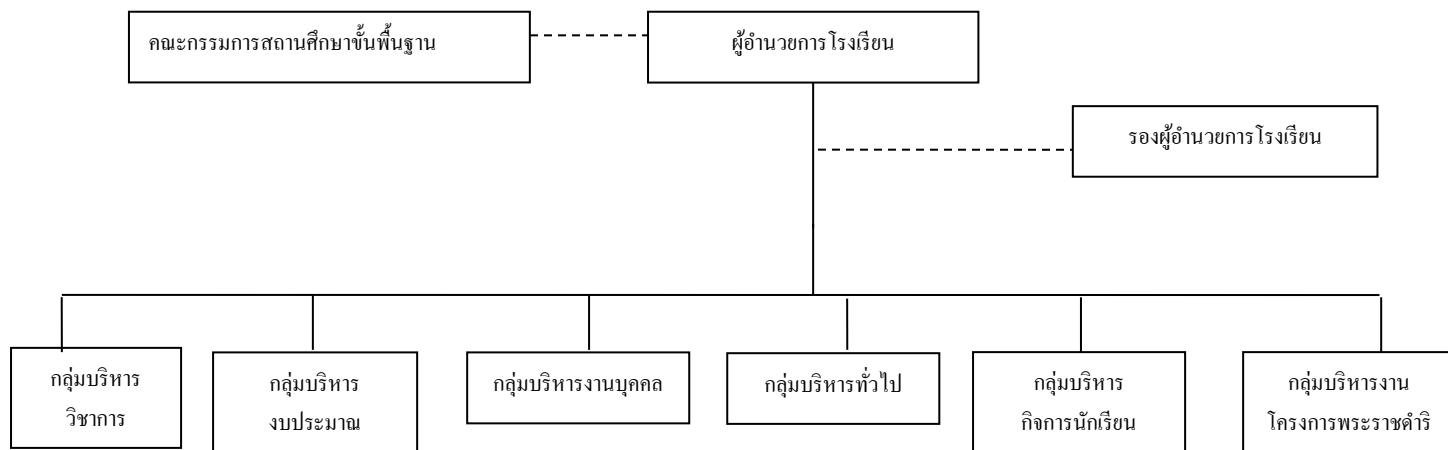 คณะกรรมการสถานศึกษาขั้นพื้นฐาน
ผู้อำนวยการโรงเรียน
รองผู้อำนวยการโรงเรียน
กลุ่มบริหาร
วิชาการ
กลุ่มบริหาร
งบประมาณ
กลุ่มบริหารงานบุคคล
กลุ่มบริหารทั่วไป
กลุ่มบริหาร
กิจการนักเรียน
กลุ่มบริหารงาน
โครงการพระราชดำริ